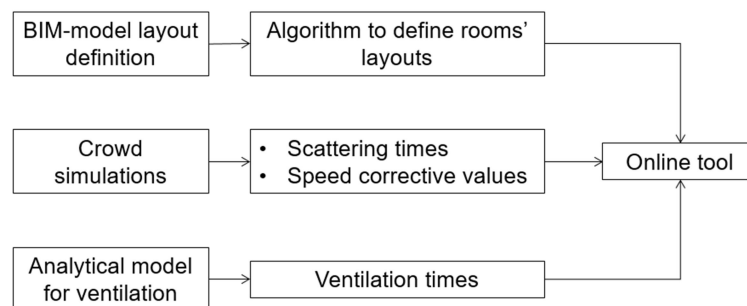 BIM-model layout
definition
Algorithm to define rooms’
layouts
Crowd
simulations
• Scattering times
• Speed corrective values
Online tool
Analytical model
for ventilation
Ventilation times